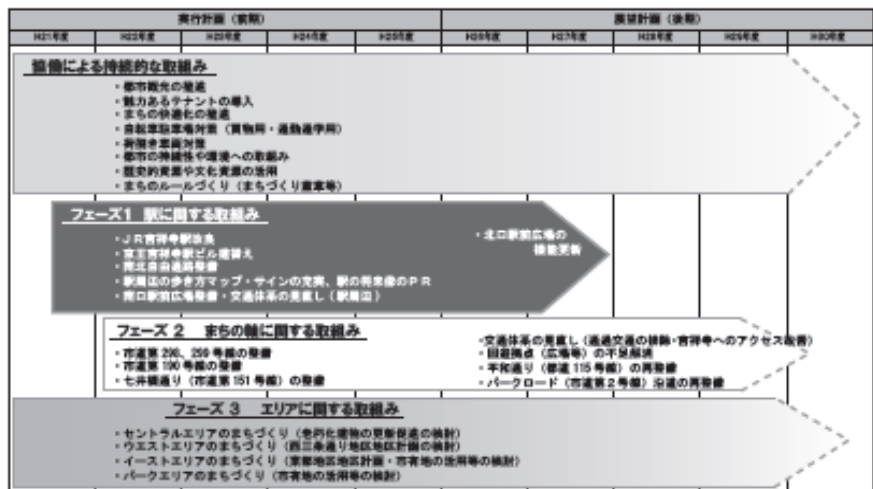 実行計画（前期）
展望計画（後期）
H21年度 H22年度 H23年度 H24年度 H25年度 H26年度 H27年度 H28年度 H29年度 H30年度
協働による持続的な取組み
・都市観光の推進
・魅力あるテナントの導入
・まちの快適化の推進
・自転車駐車場対策（買物用・通勤通学用）
・荷捌き車両対策
・都市の持続性や環境への取組み
・歴史的資源や文化資源の活用
・まちのルールづくり（まちづくり憲章等）
フェーズ1 駅に関する取組み
・ＪＲ吉祥寺駅改良
・京王吉祥寺駅ビル建替え
・南北自由通路整備
・駅周辺の歩き方マップ・サインの充実、駅の将来像のＰＲ
・南口駅前広場整備・交通体系の見直し（駅周辺）
・北口駅前広場の
機能更新
フェーズ 2 まちの軸に関する取組み
・市道第 298、299 号線の整備
・市道第 190 号線の整備
・七井橋通り（市道第 151 号線）の整備
・交通体系の見直し（通過交通の排除・吉祥寺へのアクセス改善）
・回遊拠点（広場等）の不足解消
・平和通り（都道 115 号線）の再整備
・パークロード（市道第 2 号線）沿道の再整備
フェーズ 3 エリアに関する取組み
・セントラルエリアのまちづくり（老朽化建物の更新促進の検討）
・ウエストエリアのまちづくり（西三条通り地区地区計画の検討）
・イーストエリアのまちづくり（東部地区地区計画・市有地の活用等の検討）
・パークエリアのまちづくり（市有地の活用等の検討）